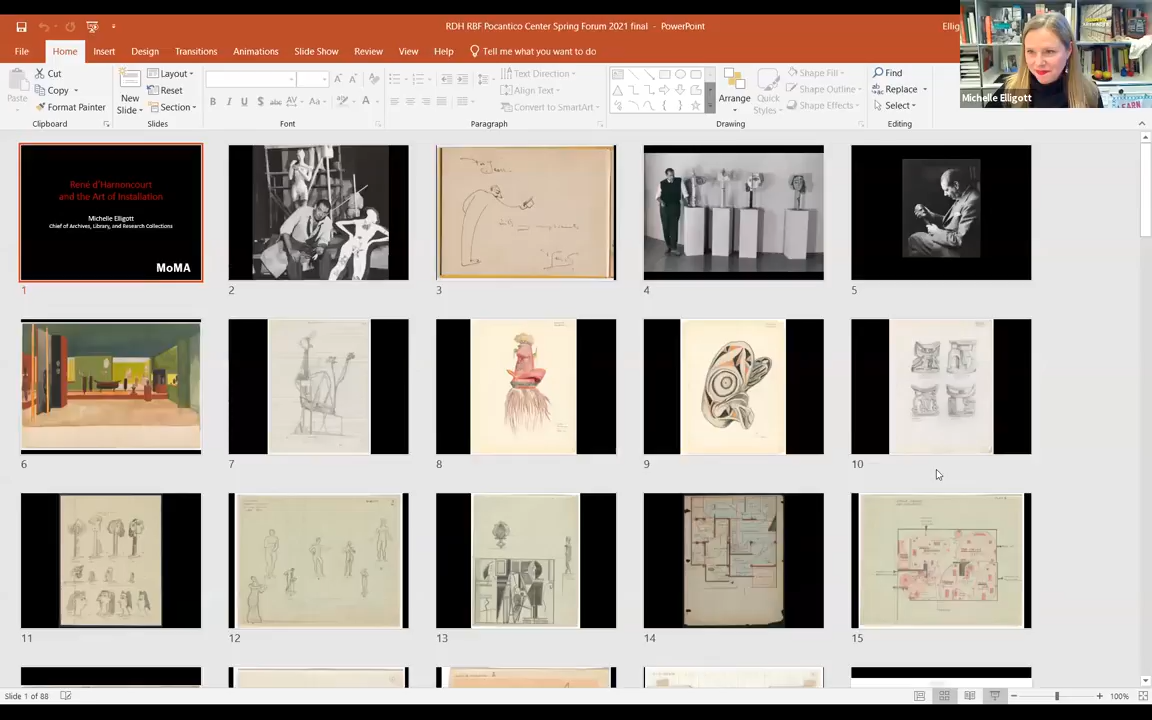 RDH RBF Pocantico Center Spring Forum 2021 final - PowerPoint
Ellig
File Home Insert Design Transitions Animations Slide Show Review View Help Tell me what you want to do
Paste
Cut
Copy
Format Painter
Clipboard
New
Slide
Layout
Reset
Section
Slides
B I U S abc AV Aa A
Font
Text Direction
Align Text
Convert to SmartArt
Paragraph
Arrange
Quick
Styles
Shape Fill
Shape Outline
Shape Effects
Drawing
Find
Replace
Select
Editing
Michelle Elligott
René d'Harnoncourt
and the Art of Installation
Michelle Elligott
Chief of Archives, Library, and Research Collections
MoMA
1
2
3
4
5
6
7
8
9
10
11
12
13
14
15
Slide 1 of 88
100%